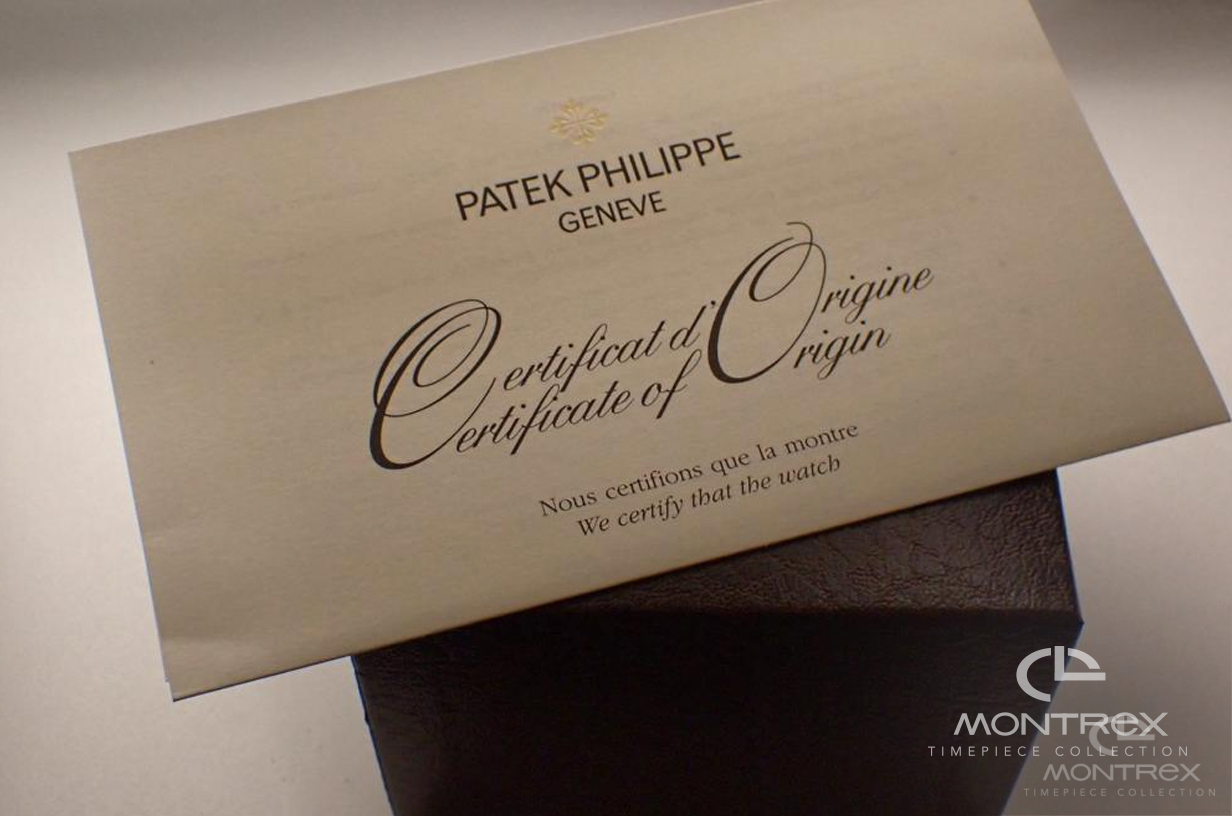 PATEK PHILIPPE
GENEVE
Certificat d'Origine
Certificate of Origin
Nous certifions que la montre
We certify that the watch
MONTREX
TIMEPIECE COLLECTION
MONTREX
TIMEPIECE COLLECTION